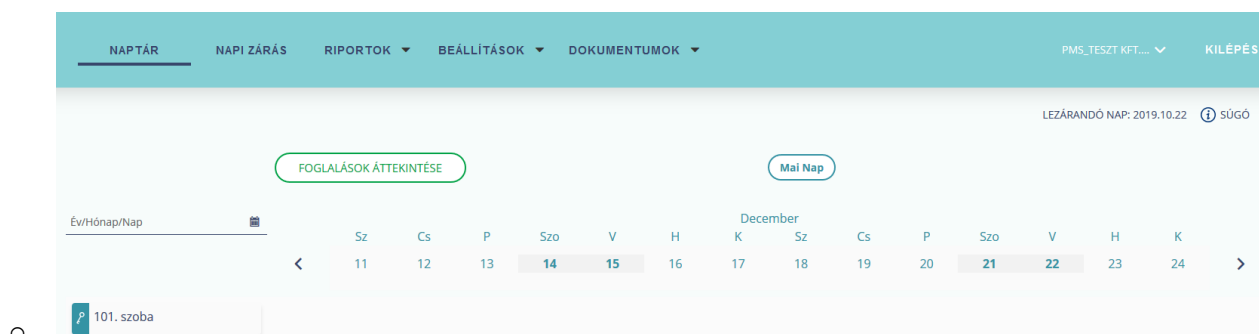 NAPTÁR NAPI ZÁRÁS RIPORTOK BEÁLLÍTÁSOK DOKUMENTUMOK PMS_TESZT KFT.... KILÉPÉS
LEZÁRANDÓ NAP: 2019.10.22 SÚGÓ
FOGLALÁSOK ÁTTEKINTÉSE Mai Nap
Év/Hónap/Nap
December
Sz Cs P Szo V H K Sz Cs P Szo V H K
11 12 13 14 15 16 17 18 19 20 21 22 23 24
101. szoba